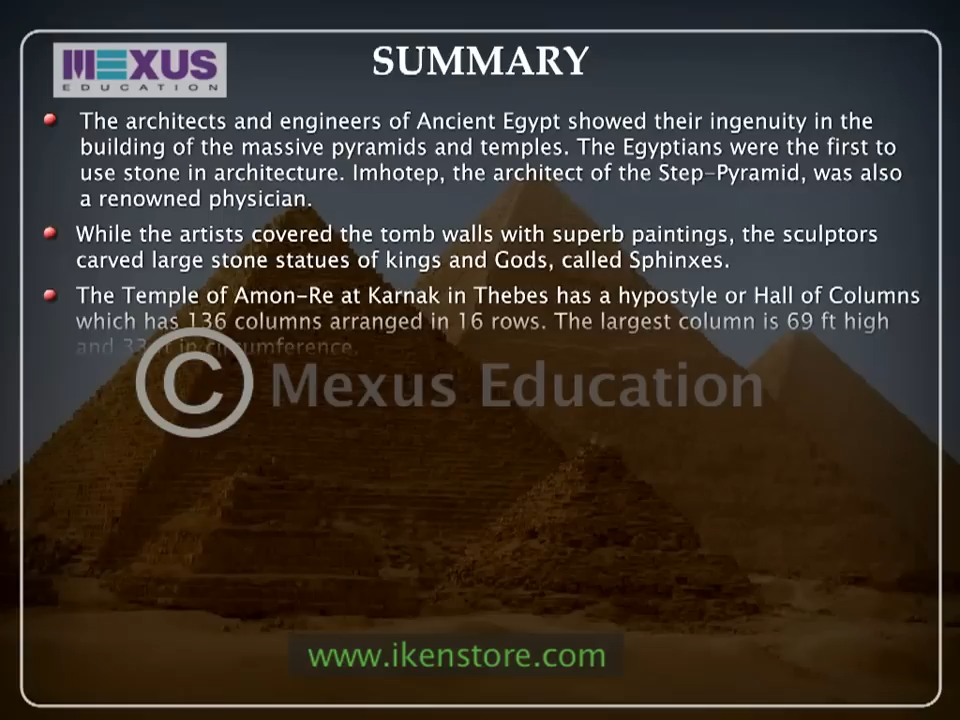 MEXUS
EDUCATION
SUMMARY
The architects and engineers of Ancient Egypt showed their ingenuity in the
building of the massive pyramids and temples. The Egyptians were the first to
use stone in architecture. Imhotep, the architect of the Step-Pyramid, was also
a renowned physician.
While the artists covered the tomb walls with superb paintings, the sculptors
carved large stone statues of kings and Gods, called Sphinxes.
The Temple of Amon-Re at Karnak in Thebes has a hypostyle or Hall of Columns
which has 136 columns arranged in 16 rows. The largest column is 69 ft high
and 33 ft in circumference.
© Mexus Education
www.ikenstore.com